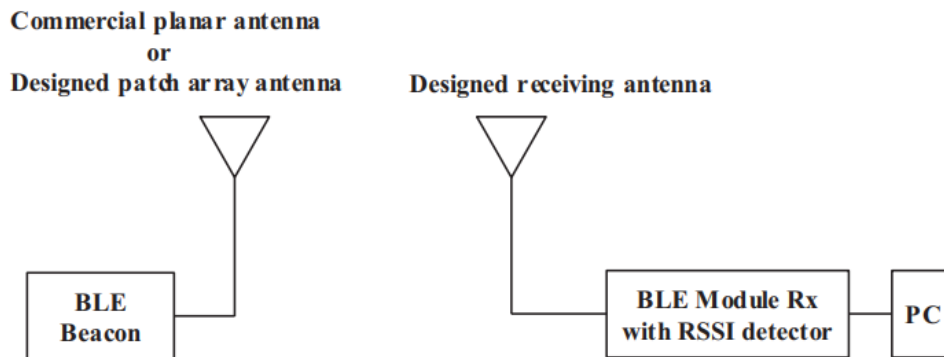 Commercial planar antenna
or
Designed patch array antenna
Designed receiving antenna
BLE
Beacon
BLE Module Rx
with RSSI detector
PC